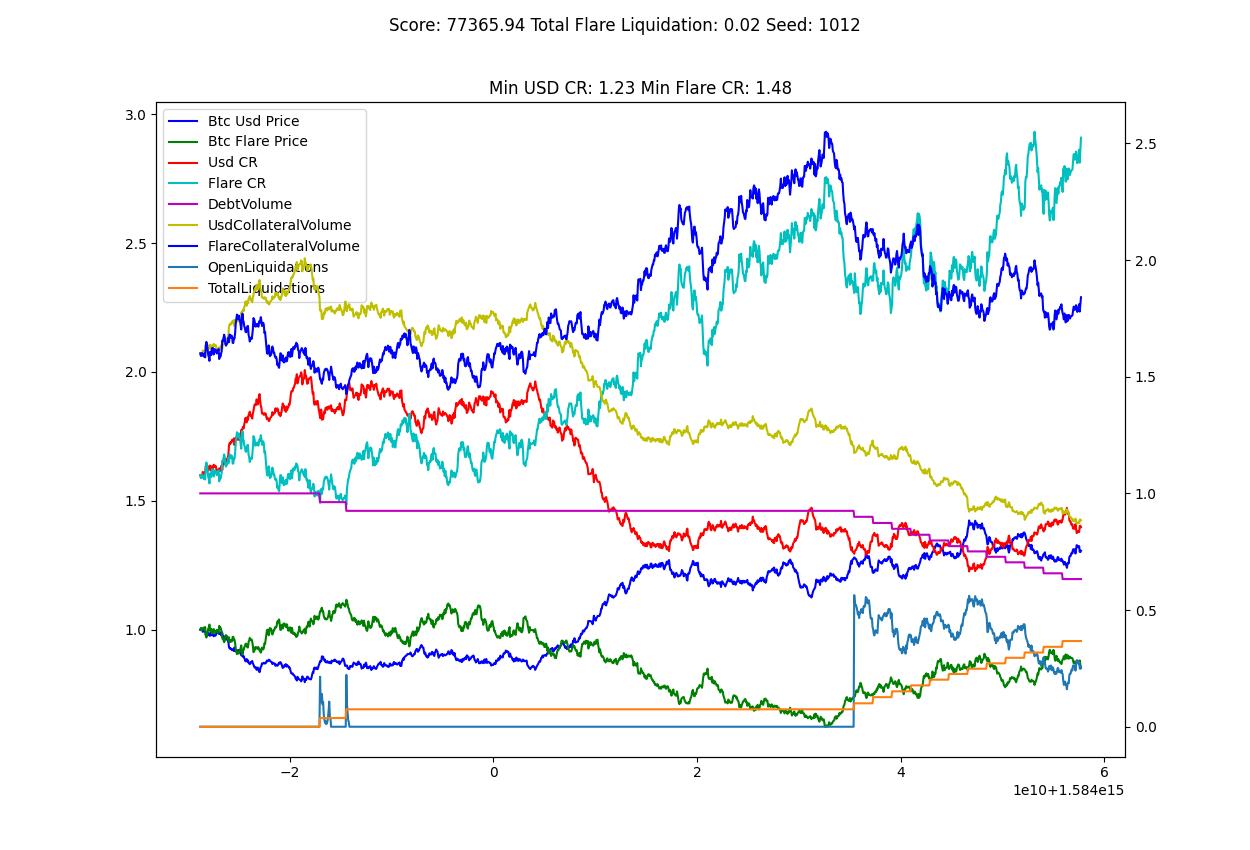 Score: 77365.94 Total Flare Liquidation: 0.02 Seed: 1012
Min USD CR: 1.23 Min Flare CR: 1.48
Btc Usd Price
Btc Flare Price
Usd CR
Flare CR
DebtVolume
UsdCollateralVolume
FlareCollateralVolume
OpenLiquidations
TotalLiquidations
3.0
2.5
2.0
1.5
1.0
2.5
2.0
1.5
1.0
0.5
0.0
−2
0
2
4
6
1e10+1.584e15